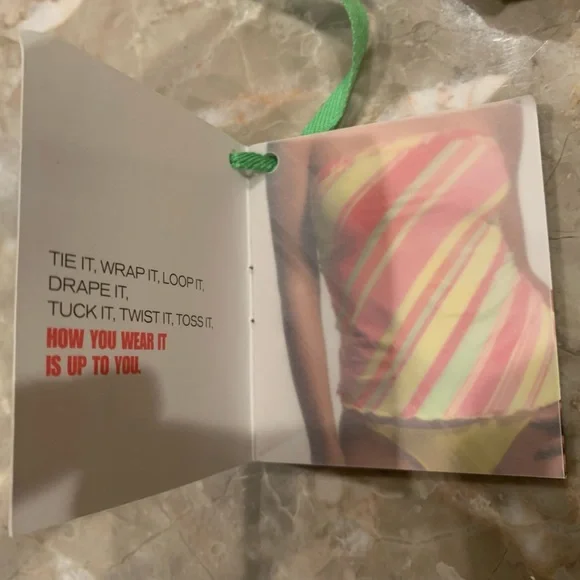 TIE IT, WRAP IT, LOOP IT,
DRAPE IT,
TUCK IT, TWIST IT, TOSS IT,
HOW YOU WEAR IT
IS UP TO YOU.